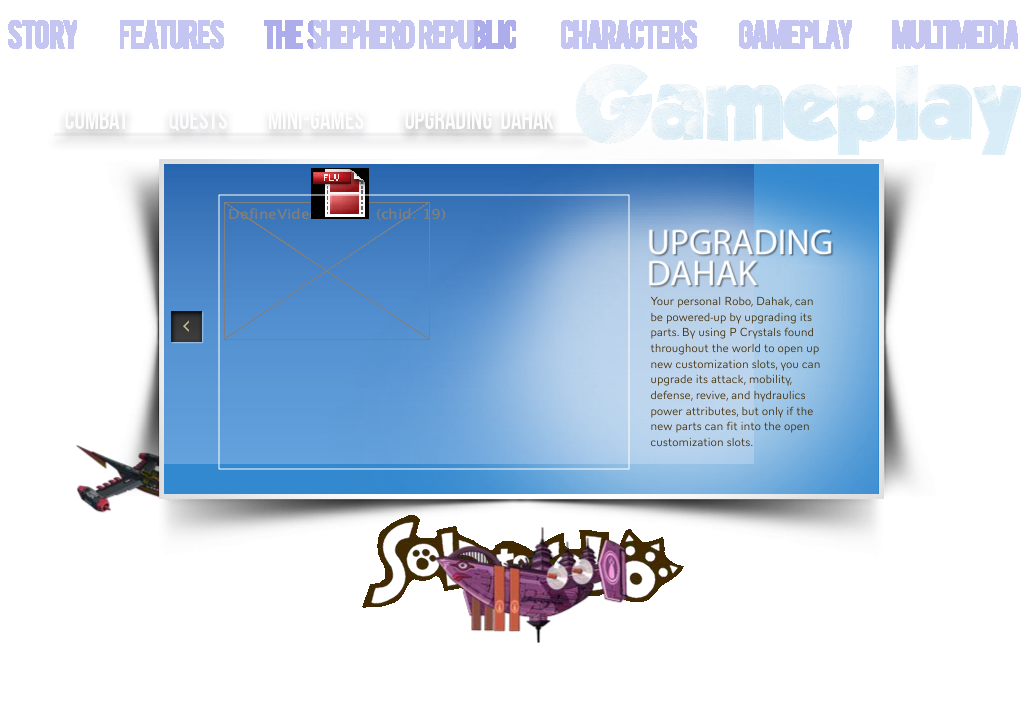 STORY FEATURES THE SHEPHERD REPUBLIC CHARACTERS GAMEPLAY MULTIMEDIA
Gameplay
COMBAT QUESTS MINI-GAMES UPGRADING DAHAK
FLV
DefineVide (chid: 19)
UPGRADING
DAHAK
Your personal Robo, Dahak, can
be powered-up by upgrading its
parts. By using P Crystals found
throughout the world to open up
new customization slots, you can
upgrade its attack, mobility,
defense, revive, and hydraulics
power attributes, but only if the
new parts can fit into the open
customization slots.